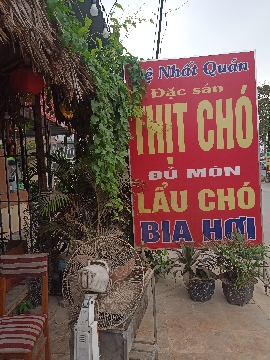 Nhất Quán
Đặc sản
THỊT CHÓ
ĐỦ MÓN
LẨU CHÓ
BIA HƠI